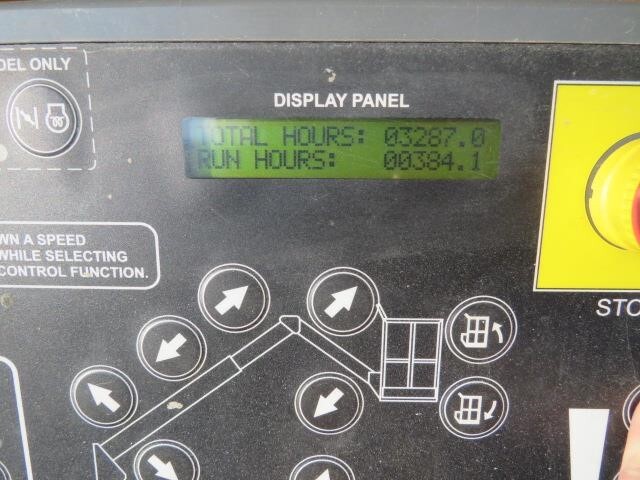 DEL ONLY
DISPLAY PANEL
TOTAL HOURS: 03287.0
RUN HOURS: 00384.1
WN A SPEED
WHILE SELECTING
CONTROL FUNCTION.
STO